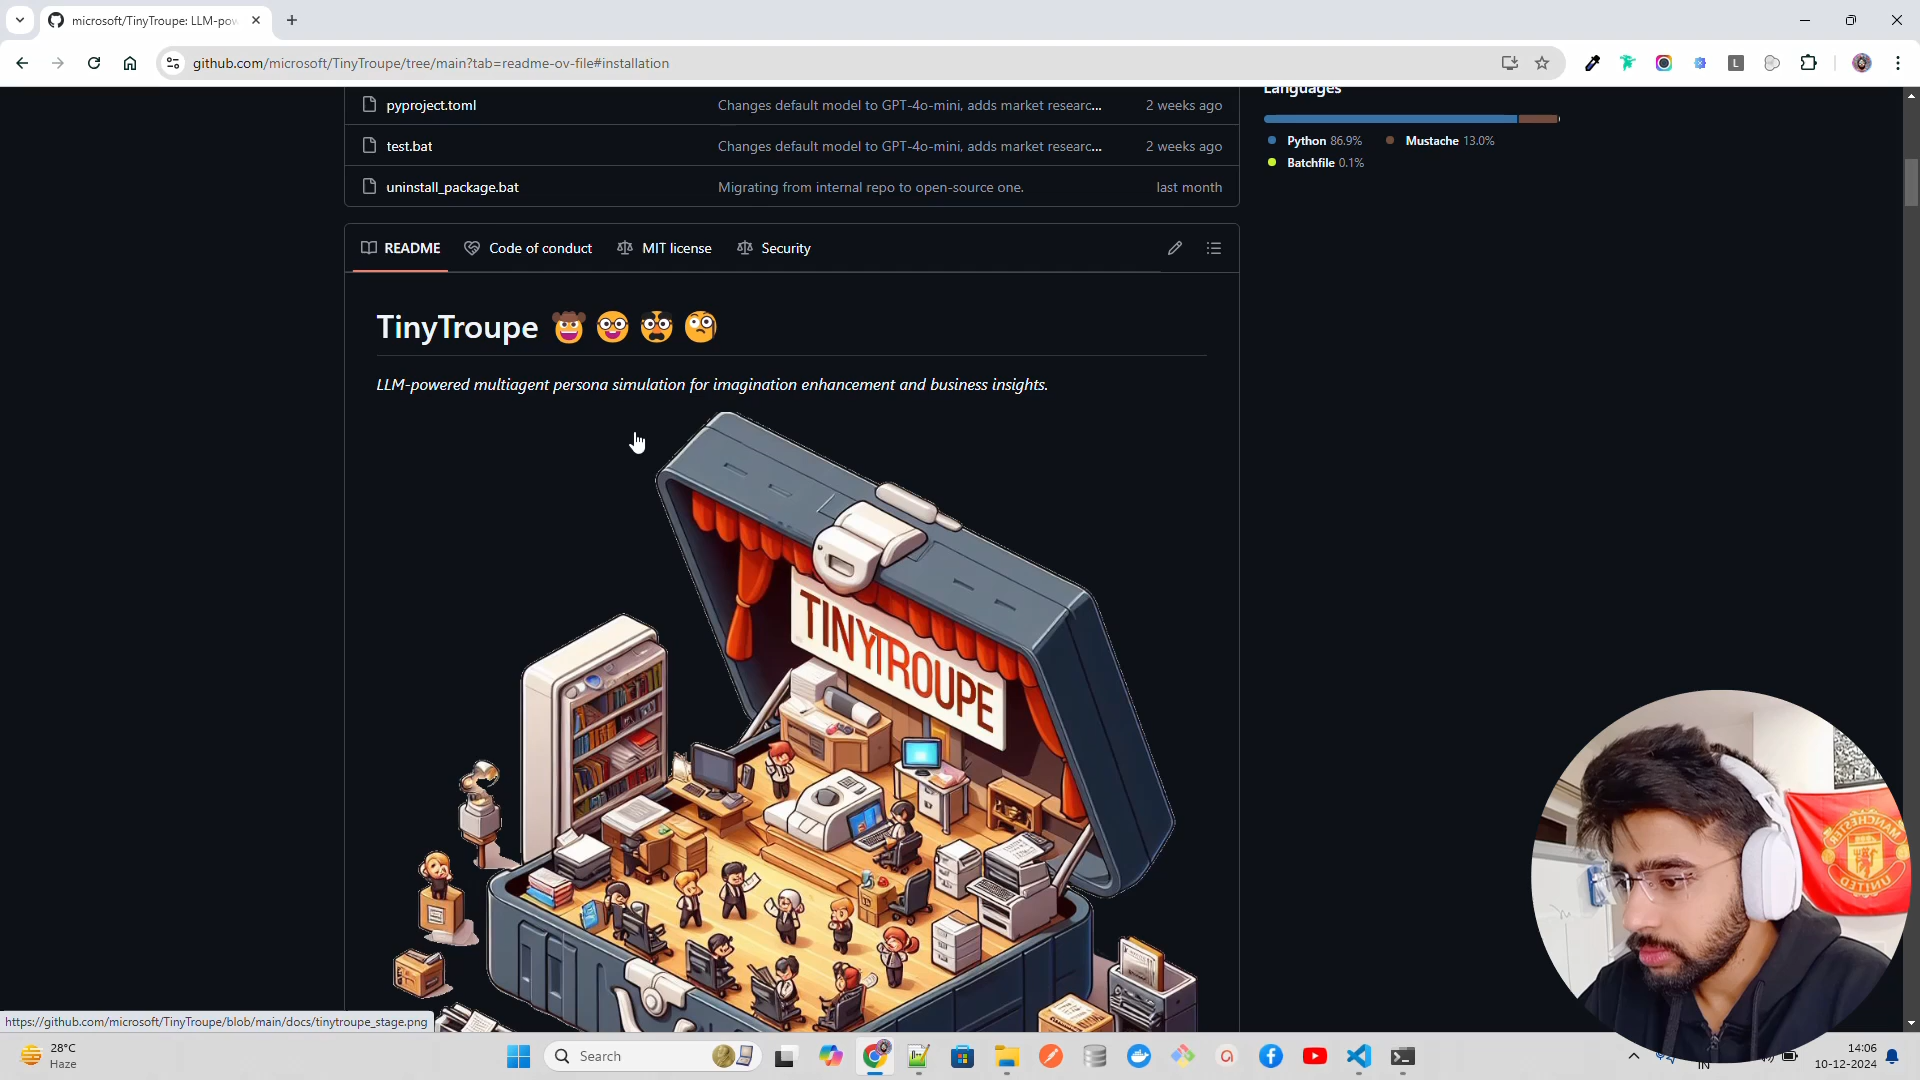 microsoft/TinyTroupe: LLM-pow
github.com/microsoft/TinyTroupe/tree/main?tab=readme-ov-file#installation
L
Languages
pyproject.toml Changes default model to GPT-4o-mini, adds market researc... 2 weeks ago
Python 86.9% Mustache 13.0%
test.bat Changes default model to GPT-4o-mini, adds market researc... 2 weeks ago
Batchfile 0.1%
uninstall_package.bat Migrating from internal repo to open-source one. last month
README Code of conduct MIT license Security
TinyTroupe
LLM-powered multiagent persona simulation for imagination enhancement and business insights.
TINYTROUPE
MANCHESTER
UNITED
https://github.com/microsoft/TinyTroupe/blob/main/docs/tinytroupe_stage.png
28°C
Haze
Search
IN
14:06
10-12-2024